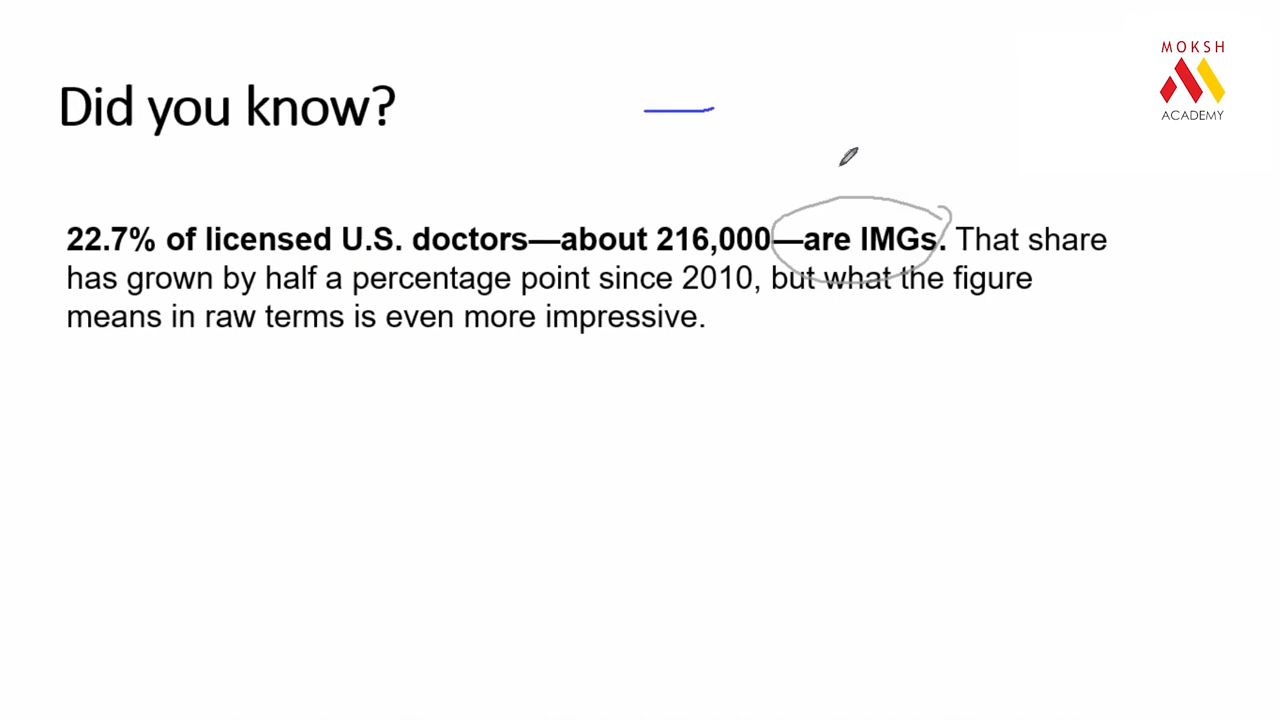 MOKSH
ACADEMY
Did you know?
22.7% of licensed U.S. doctors—about 216,000—are IMGs. That share
has grown by half a percentage point since 2010, but what the figure
means in raw terms is even more impressive.